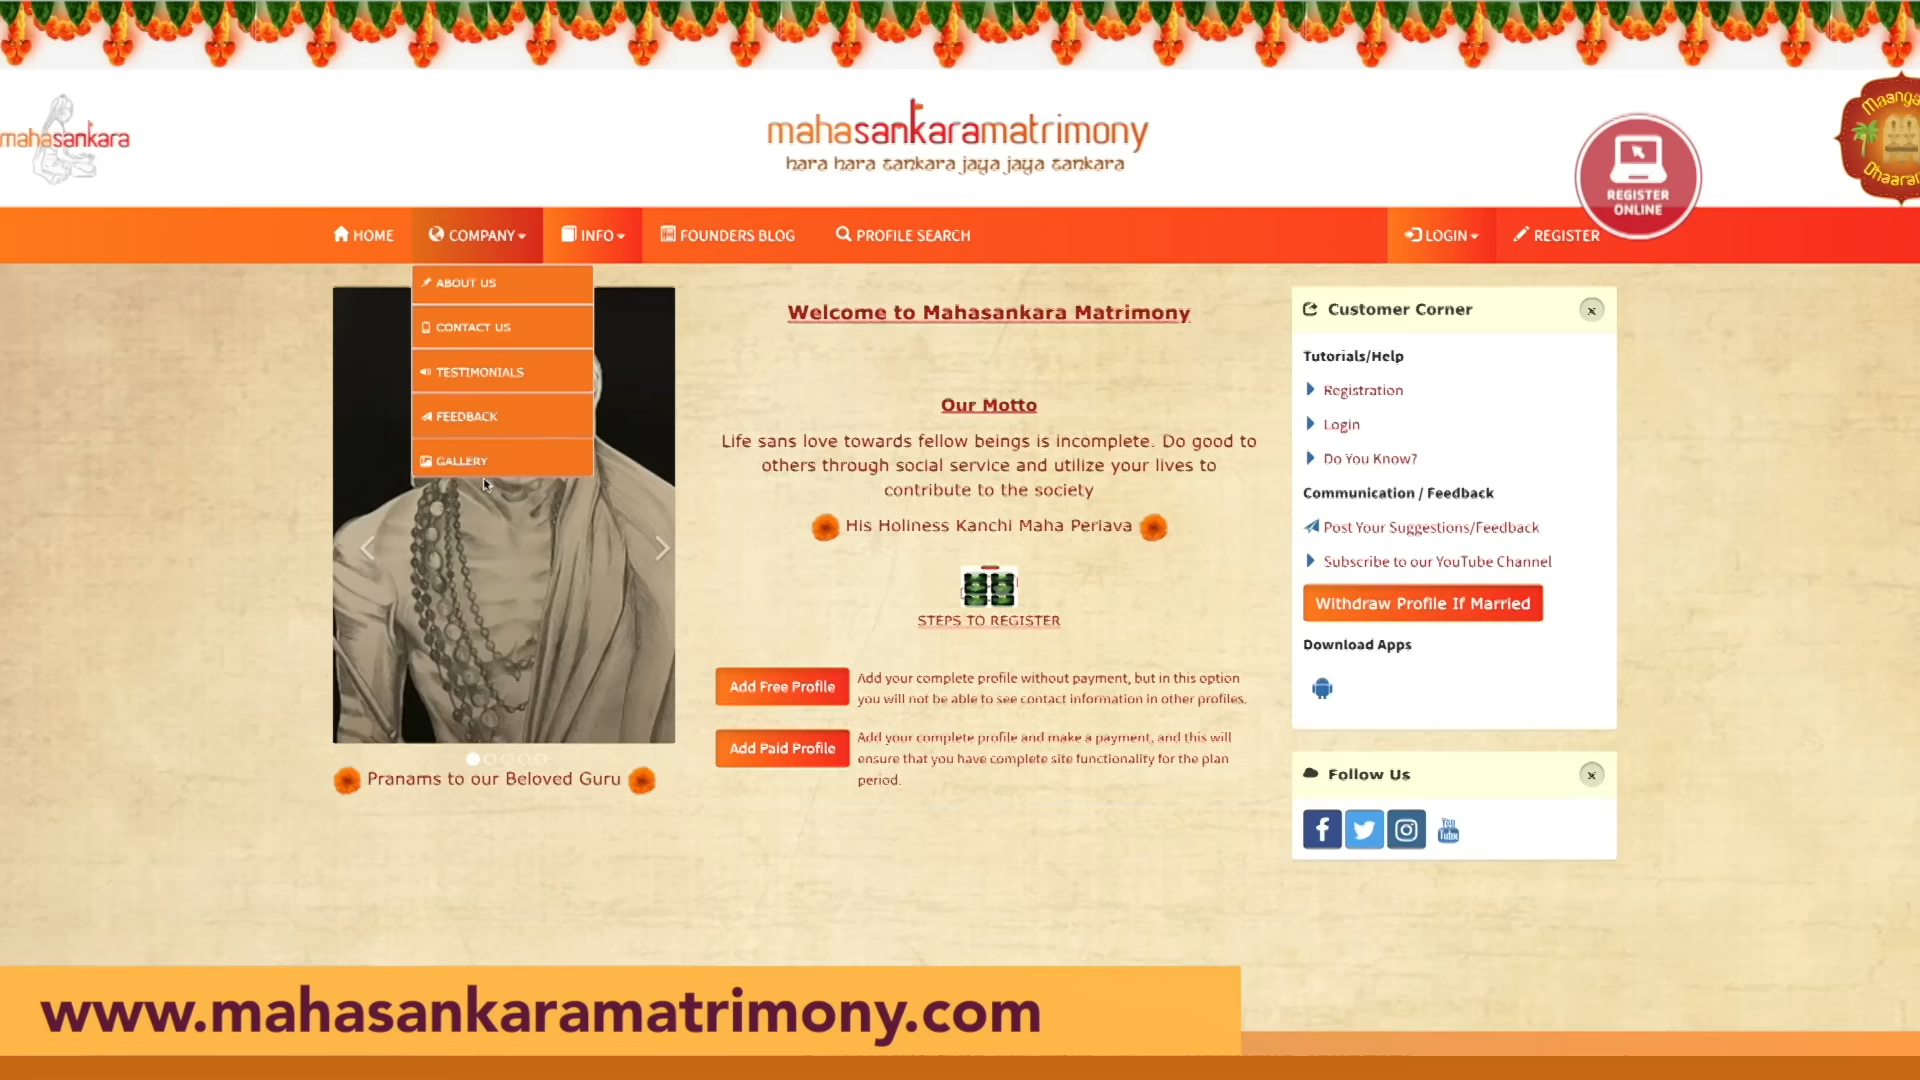 mahasankara
mahasankaramatrimony
hara hara sankara jaya jaya sankara
REGISTER
ONLINE
Maanga
Dhaaran
HOME
COMPANY
INFO
FOUNDERS BLOG
PROFILE SEARCH
LOGIN
REGISTER
ABOUT US
CONTACT US
TESTIMONIALS
FEEDBACK
GALLERY
Pranams to our Beloved Guru
Welcome to Mahasankara Matrimony
Our Motto
Life sans love towards fellow beings is incomplete. Do good to
others through social service and utilize your lives to
contribute to the society
His Holiness Kanchi Maha Periava
STEPS TO REGISTER
Add Free Profile
Add your complete profile without payment, but in this option
you will not be able to see contact information in other profiles.
Add Paid Profile
Add your complete profile and make a payment, and this will
ensure that you have complete site functionality for the plan
period.
Customer Corner
Tutorials/Help
Registration
Login
Do You Know?
Communication / Feedback
Post Your Suggestions/Feedback
Subscribe to our YouTube Channel
Withdraw Profile If Married
Download Apps
Follow Us
You
Tube
www.mahasankaramatrimony.com